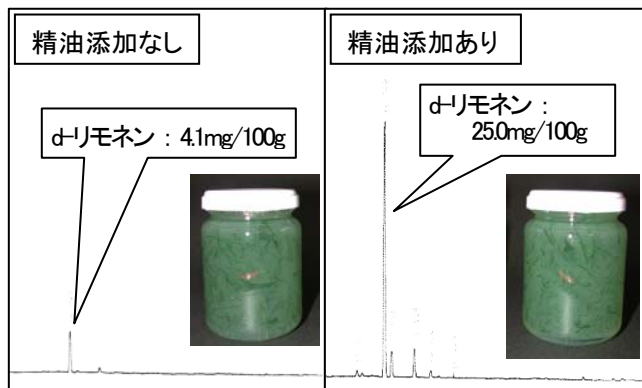 精油添加なし
d-リモネン : 4.1mg/100g
精油添加あり
d-リモネン :
25.0mg/100g